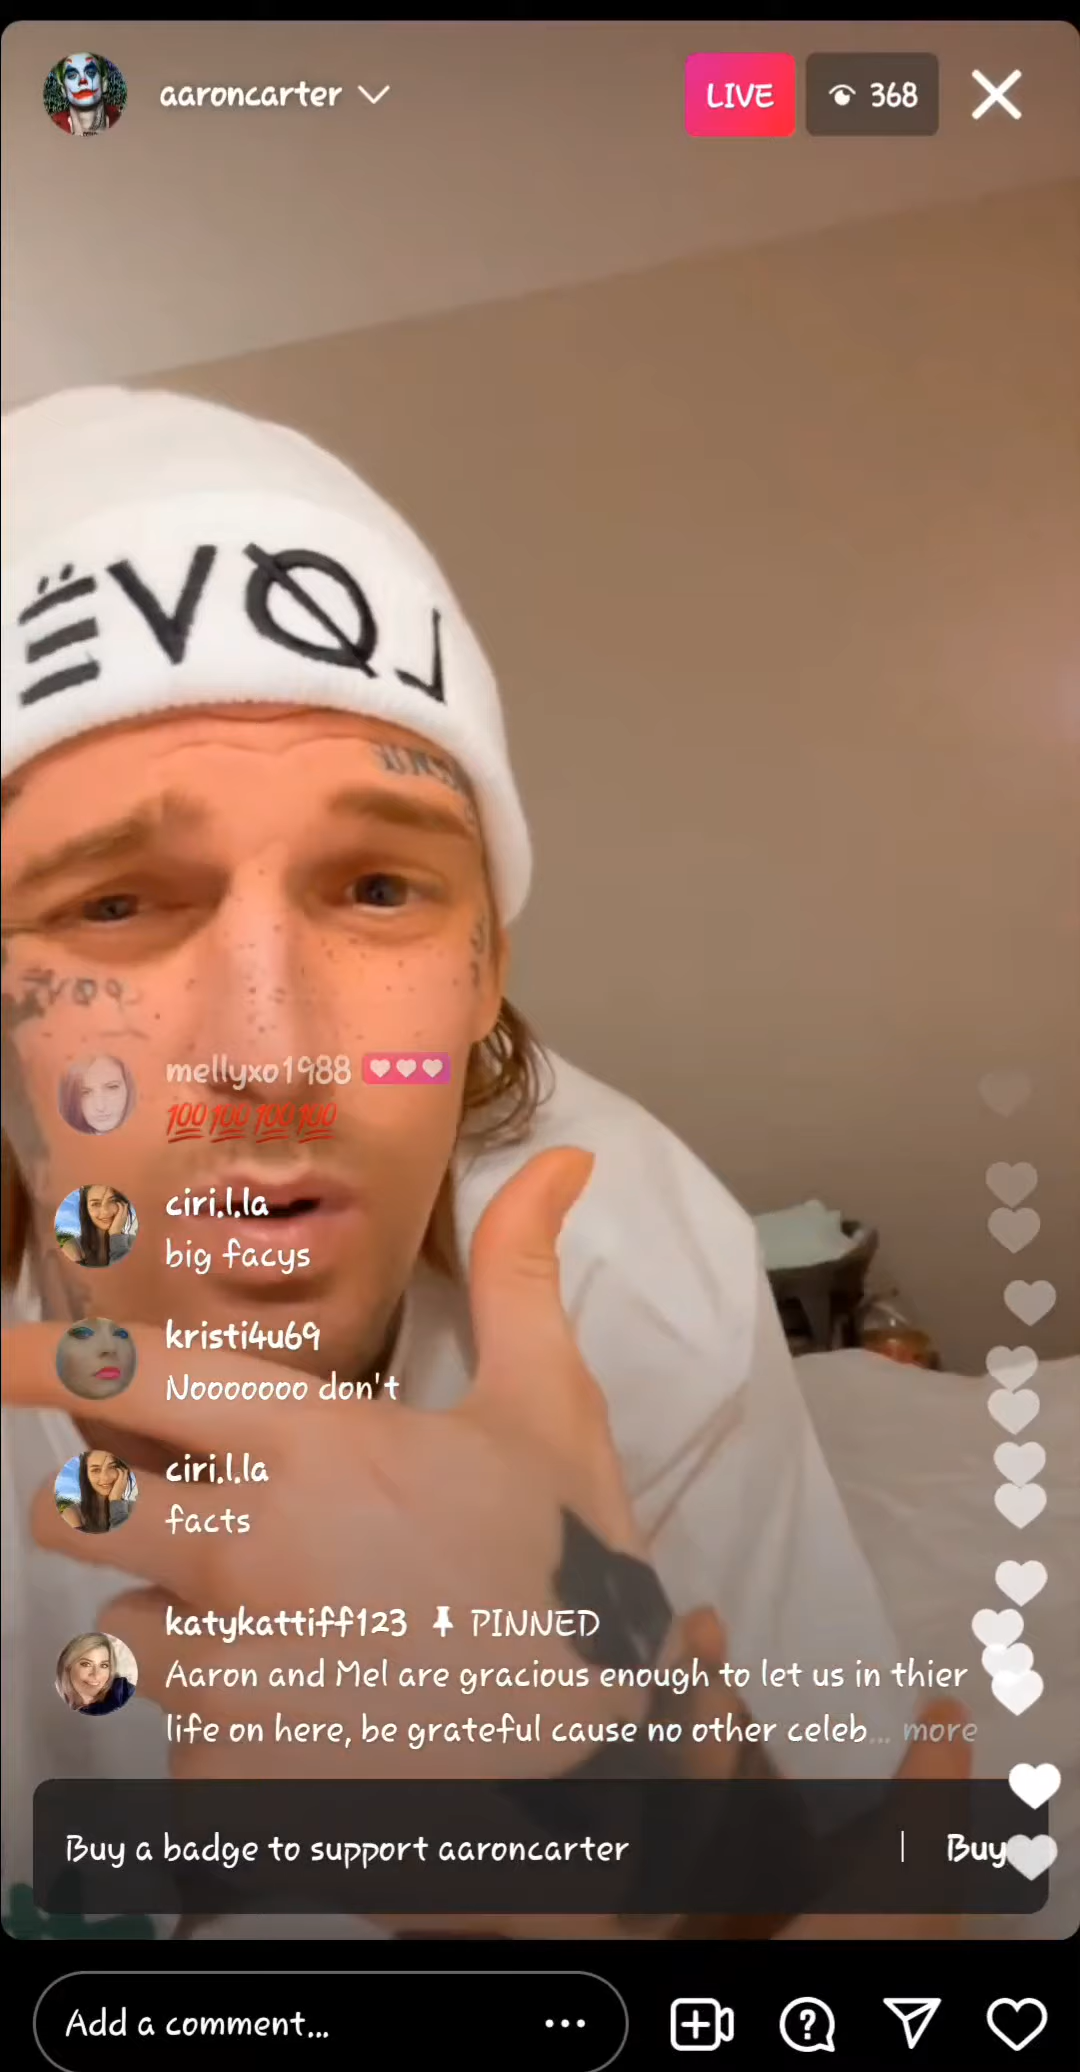 aaroncarter
LIVE
368
ËVØL
mellyxo1988
💯💯💯💯
ciri.l.la
big facys
kristi4u69
Nooooooo don't
ciri.l.la
facts
katykattiff123 PINNED
Aaron and Mel are gracious enough to let us in thier
life on here, be grateful cause no other celeb... more
Buy a badge to support aaroncarter | Buy
Add a comment...